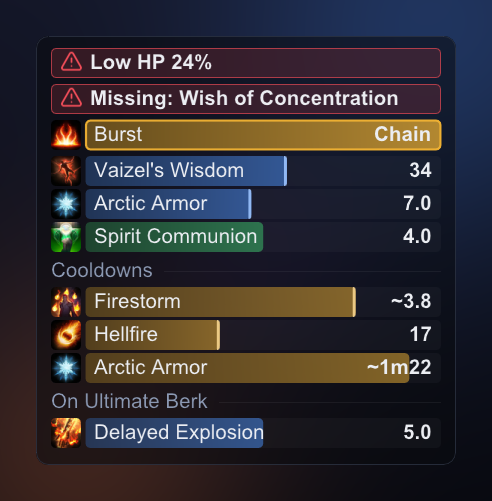 Low HP 24%
Missing: Wish of Concentration
Burst Chain
Vaizel's Wisdom 34
Arctic Armor 7.0
Spirit Communion 4.0
Cooldowns
Firestorm ~3.8
Hellfire 17
Arctic Armor ~1m22
On Ultimate Berk
Delayed Explosion 5.0